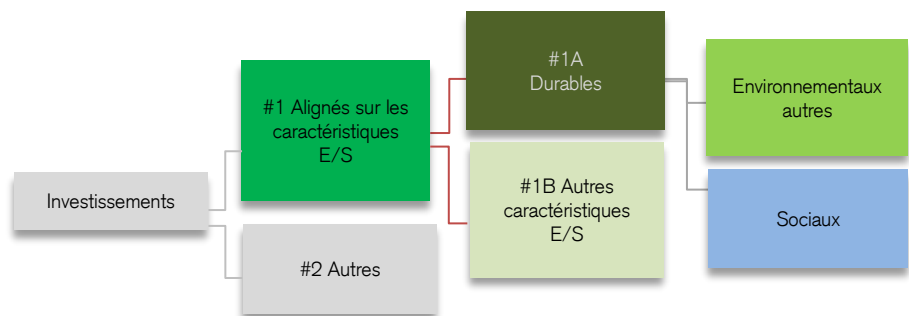 Investissements
#1 Alignés sur les
caractéristiques
E/S
#2 Autres
#1A
Durables
#1B Autres
caractéristiques
E/S
Environnementaux
autres
Sociaux